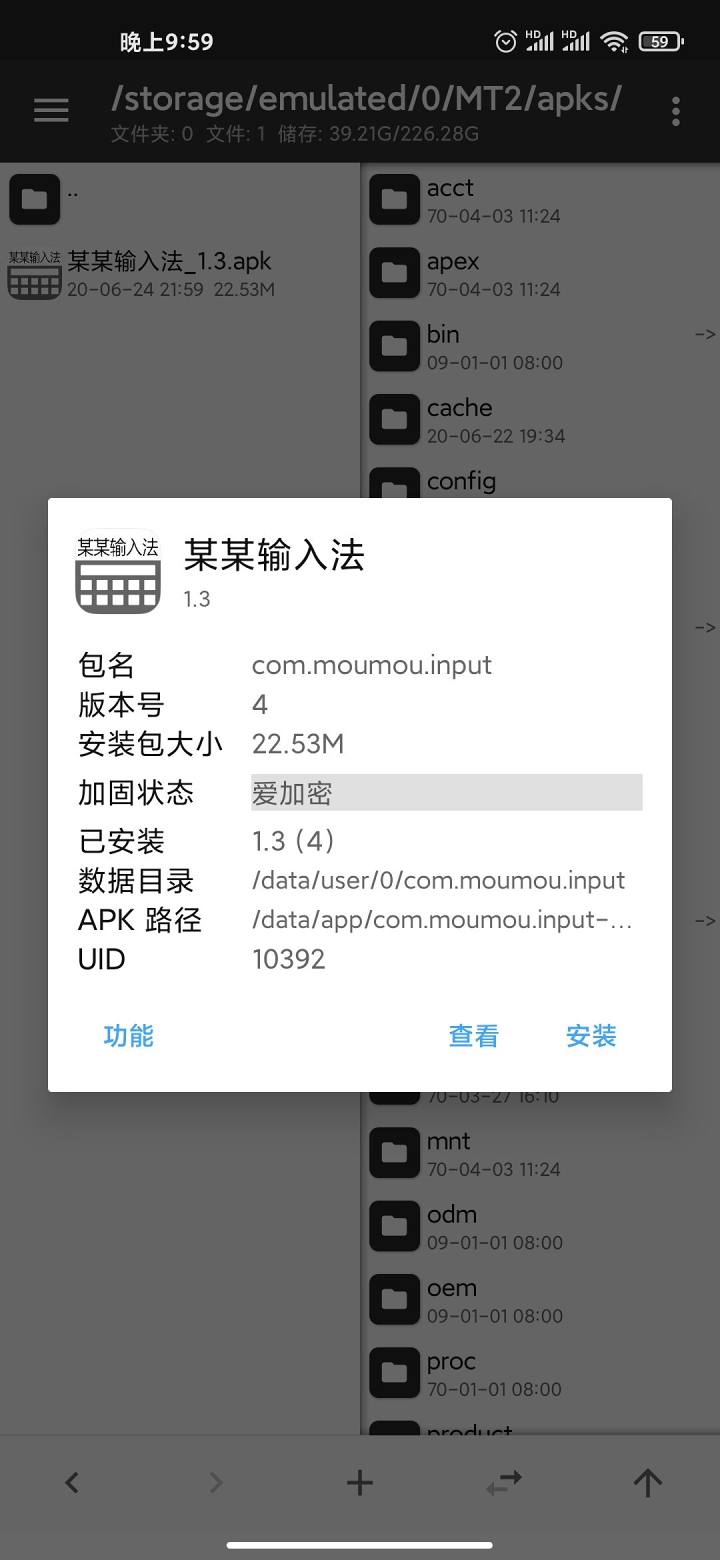 晚上9:59
HD HD 59
/storage/emulated/0/MT2/apks/
文件夹: 0 文件: 1 储存: 39.21G/226.28G
..
某某输入法
某某输入法_1.3.apk
20-06-24 21:59 22.53M
acct
70-04-03 11:24
apex
70-04-03 11:24
bin
09-01-01 08:00
->
cache
20-06-22 19:34
config
->
->
某某输入法
某某输入法
1.3
包名 com.moumou.input
版本号 4
安装包大小 22.53M
加固状态 爱加密
已安装 1.3 (4)
数据目录 /data/user/0/com.moumou.input
APK 路径 /data/app/com.moumou.input-...
UID 10392
功能 查看 安装
70-03-27 16:10
mnt
70-04-03 11:24
odm
09-01-01 08:00
oem
09-01-01 08:00
proc
70-01-01 08:00
product